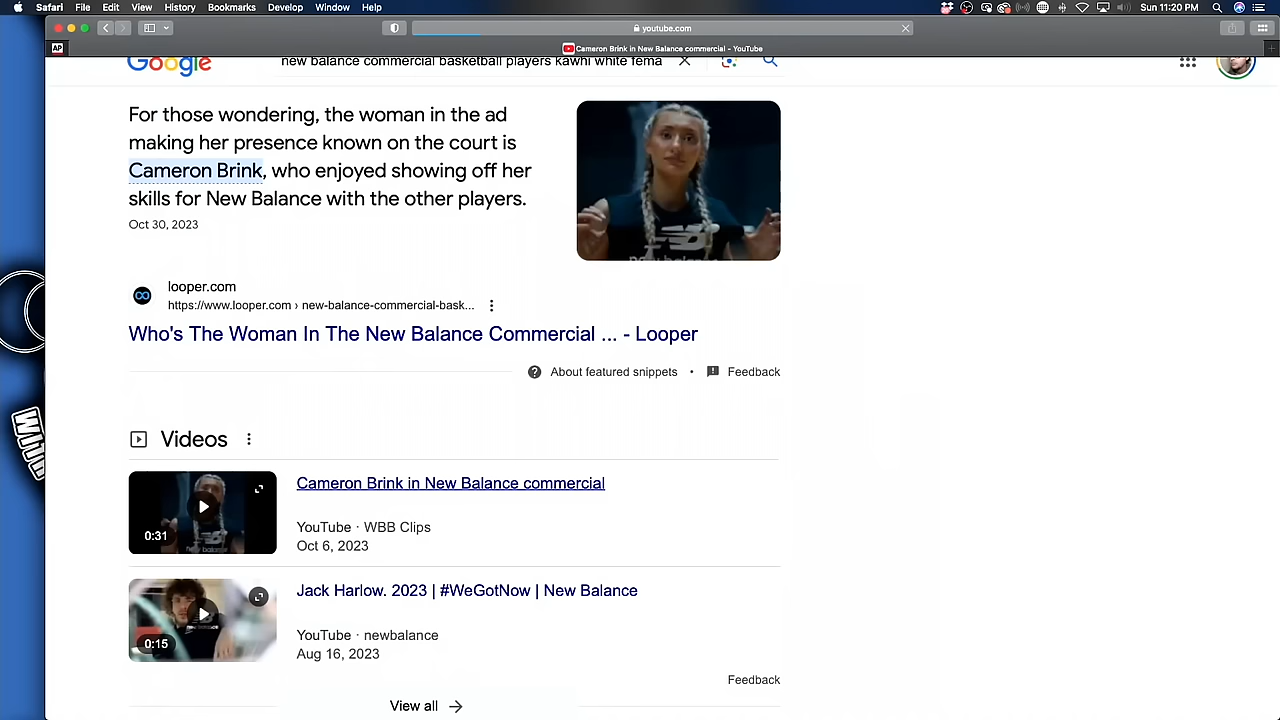 Safari File Edit View History Bookmarks Develop Window Help Sun 11:20 PM
youtube.com
AP Cameron Brink in New Balance commercial - YouTube
Google new balance commercial basketball players kawhi white fema
For those wondering, the woman in the ad
making her presence known on the court is
Cameron Brink, who enjoyed showing off her
skills for New Balance with the other players.
Oct 30, 2023
new balance
looper.com
https://www.looper.com › new-balance-commercial-bask...
Who's The Woman In The New Balance Commercial ... - Looper
About featured snippets • Feedback
Videos
Cameron Brink in New Balance commercial
0:31
YouTube · WBB Clips
Oct 6, 2023
Jack Harlow. 2023 | #WeGotNow | New Balance
0:15
YouTube · newbalance
Aug 16, 2023
Feedback
View all